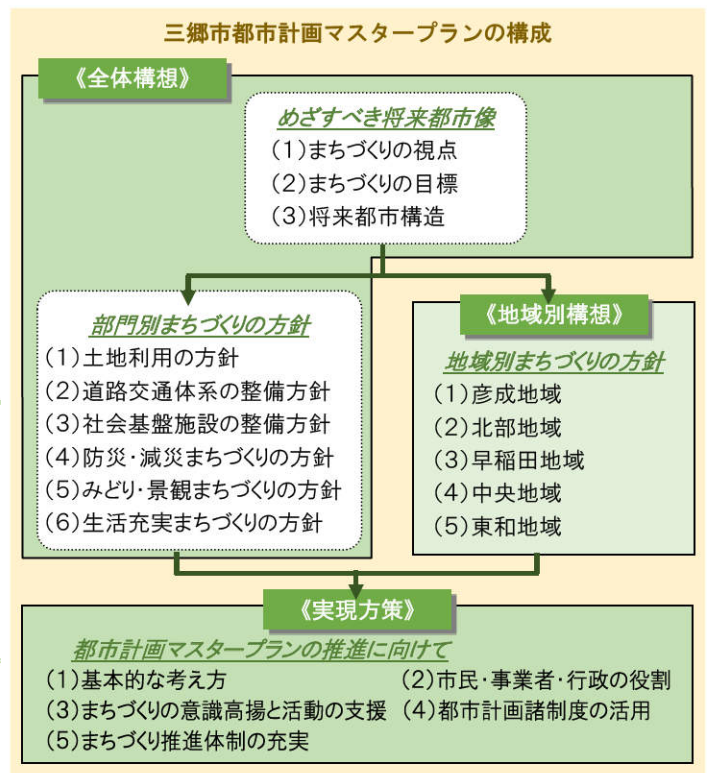 三郷市都市計画マスタープランの構成
《全体構想》
めざすべき将来都市像
(1)まちづくりの視点
(2)まちづくりの目標
(3)将来都市構造
部門別まちづくりの方針
(1)土地利用の方針
(2)道路交通体系の整備方針
(3)社会基盤施設の整備方針
(4)防災・減災まちづくりの方針
(5)みどり・景観まちづくりの方針
(6)生活充実まちづくりの方針
《地域別構想》
地域別まちづくりの方針
(1)彦成地域
(2)北部地域
(3)早稲田地域
(4)中央地域
(5)東和地域
《実現方策》
都市計画マスタープランの推進に向けて
(1)基本的な考え方
(2)市民・事業者・行政の役割
(3)まちづくりの意識高揚と活動の支援
(4)都市計画諸制度の活用
(5)まちづくり推進体制の充実